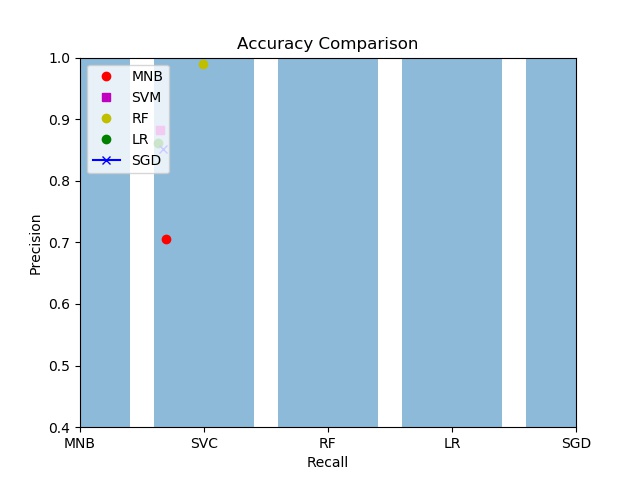 Accuracy Comparison
1.0
0.9
0.8
0.7
0.6
0.5
0.4
Precision
MNB
SVM
RF
LR
SGD
MNB SVC RF LR SGD
Recall